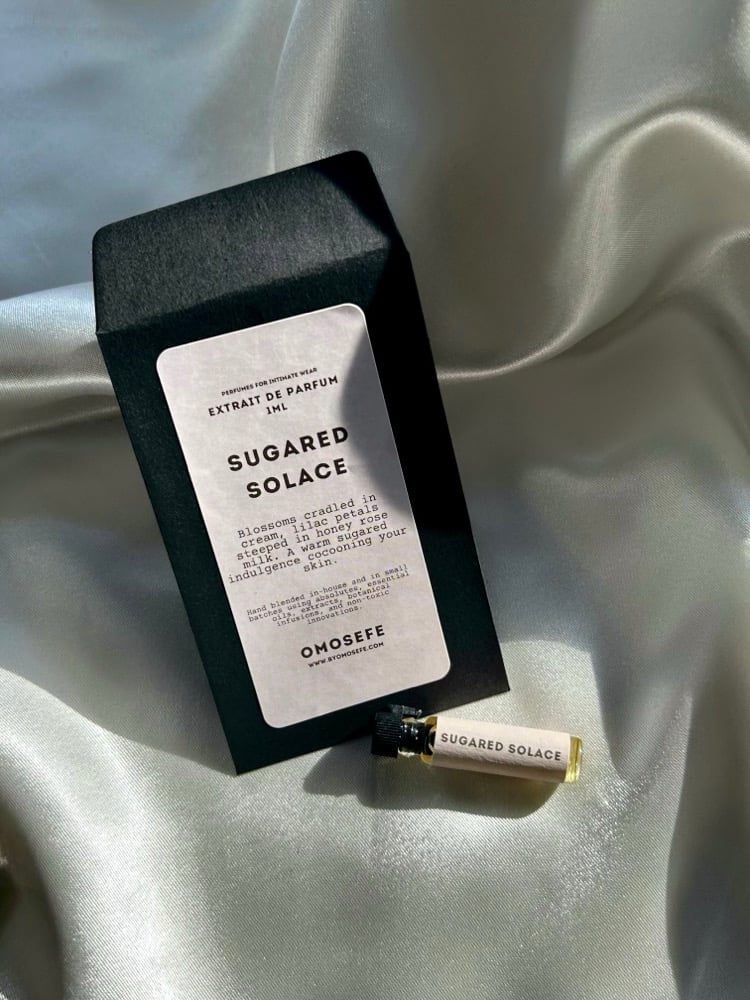 PERFUMES FOR INTIMATE WEAR
EXTRAIT DE PARFUM
1ML
SUGARED
SOLACE
Blossoms cradled in
cream, lilac petals
steeped in honey rose
milk. A warm sugared
indulgence cocooning your
skin.
Hand blended in-house and in small
batches using absolutes, essential
oils, extracts, botanical
infusions, and non-toxic
innovations.
OMOSEFE
WWW.BYOMOSEFE.COM
SUGARED SOLACE